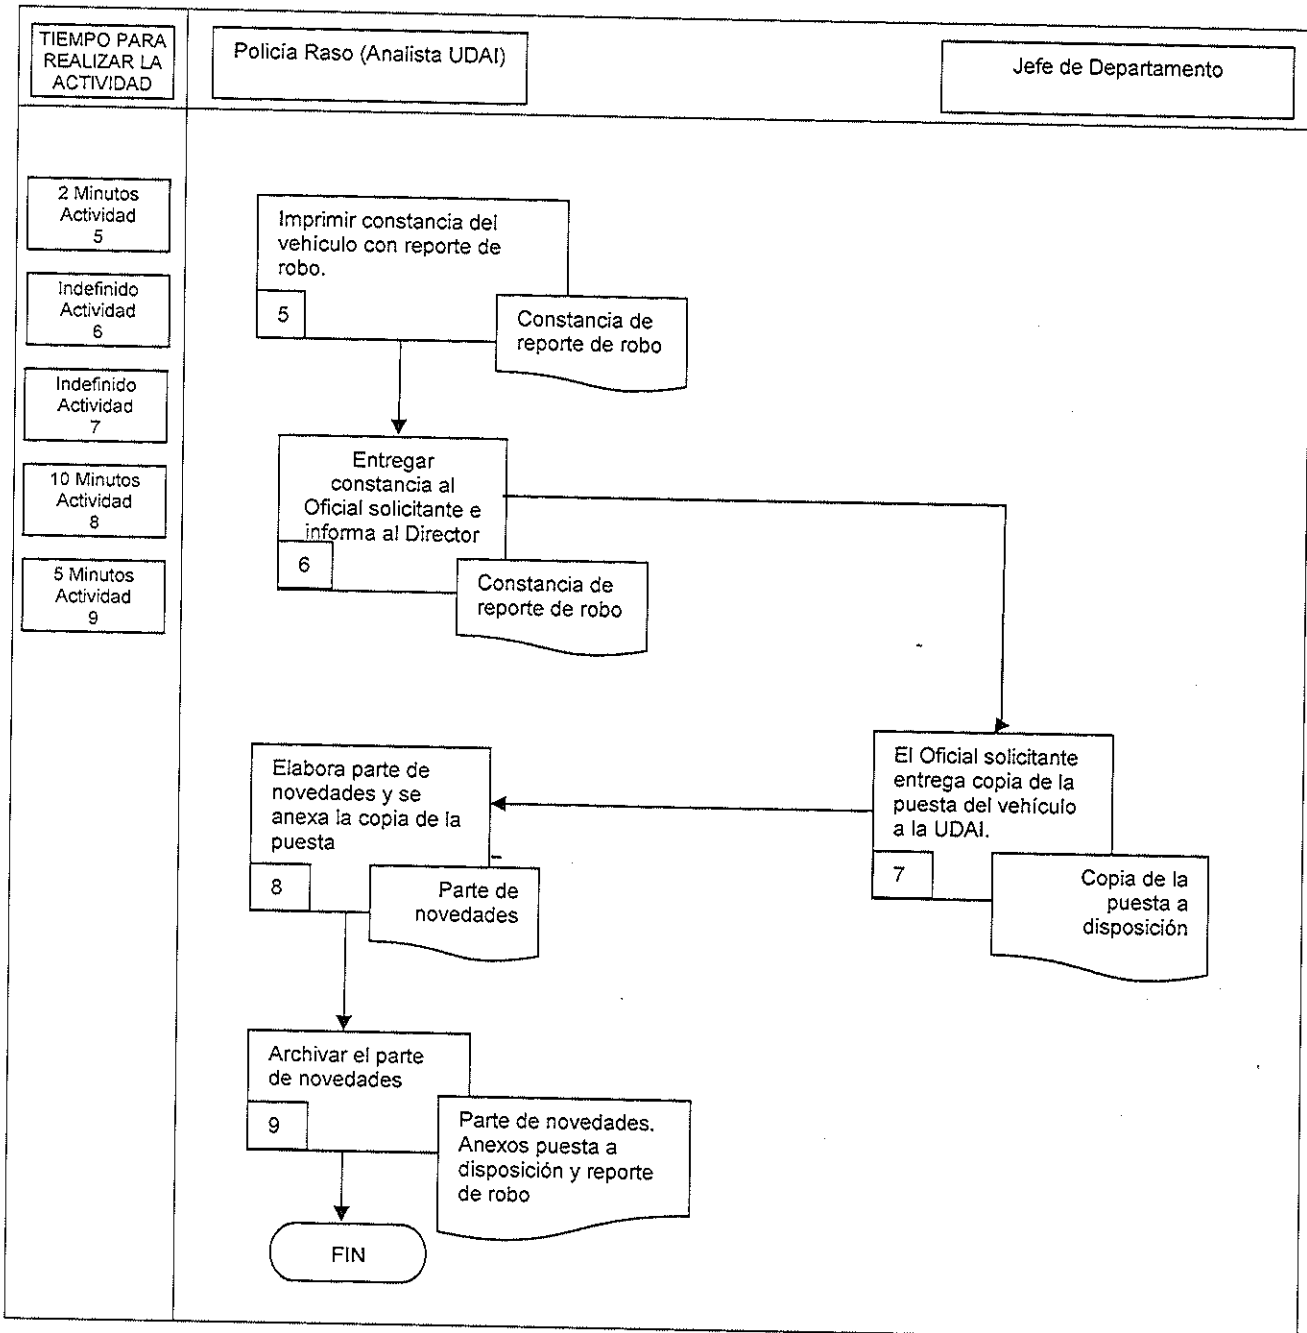 TIEMPO PARA
REALIZAR LA
ACTIVIDAD
Policía Raso (Analista UDAI)
Jefe de Departamento
2 Minutos
Actividad
5
Indefinido
Actividad
6
Indefinido
Actividad
7
10 Minutos
Actividad
8
5 Minutos
Actividad
9
Imprimir constancia del
vehículo con reporte de
robo.
5
Constancia de
reporte de robo
Entregar
constancia al
Oficial solicitante e
informa al Director
6
Constancia de
reporte de robo
El Oficial solicitante
entrega copia de la
puesta del vehículo
a la UDAI.
7
Copia de la
puesta a
disposición
Elabora parte de
novedades y se
anexa la copia de la
puesta
8
Parte de
novedades
Archivar el parte
de novedades
9
Parte de novedades.
Anexos puesta a
disposición y reporte
de robo
FIN